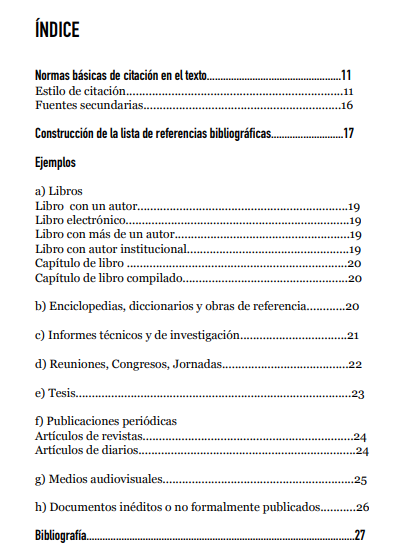 ÍNDICE
Normas básicas de citación en el texto.................................................11
Estilo de citación..............................................................11
Fuentes secundarias.........................................................16
Construcción de la lista de referencias bibliográficas..........................17
Ejemplos
a) Libros
Libro con un autor............................................................19
Libro electrónico................................................................19
Libro con más de un autor..................................................19
Libro con autor institucional..............................................19
Capítulo de libro ...............................................................20
Capítulo de libro compilado...............................................20
b) Enciclopedias, diccionarios y obras de referencia...........20
c) Informes técnicos y de investigación..............................21
d) Reuniones, Congresos, Jornadas....................................22
e) Tesis...............................................................................23
f) Publicaciones periódicas
Artículos de revistas...........................................................24
Artículos de diarios............................................................24
g) Medios audiovisuales......................................................25
h) Documentos inéditos o no formalmente publicados..........26
Bibliografía................................................................................................27